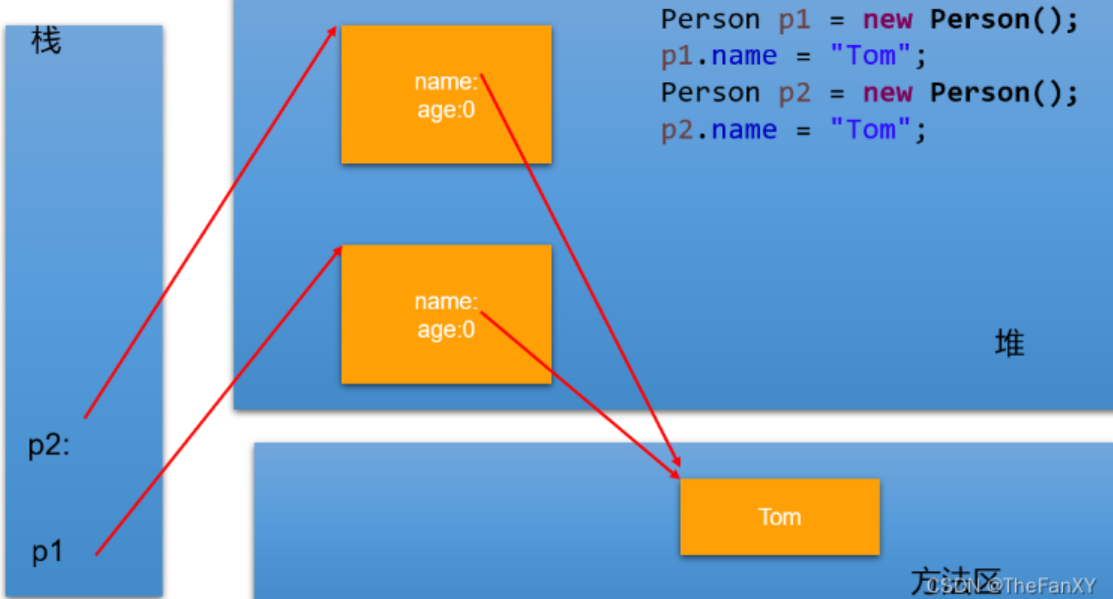 栈
name:
age:0
Person p1 = new Person();
p1.name = "Tom";
Person p2 = new Person();
p2.name = "Tom";
name:
age:0
堆
p2:
p1
Tom
方法区
CSDN @TheFanXY